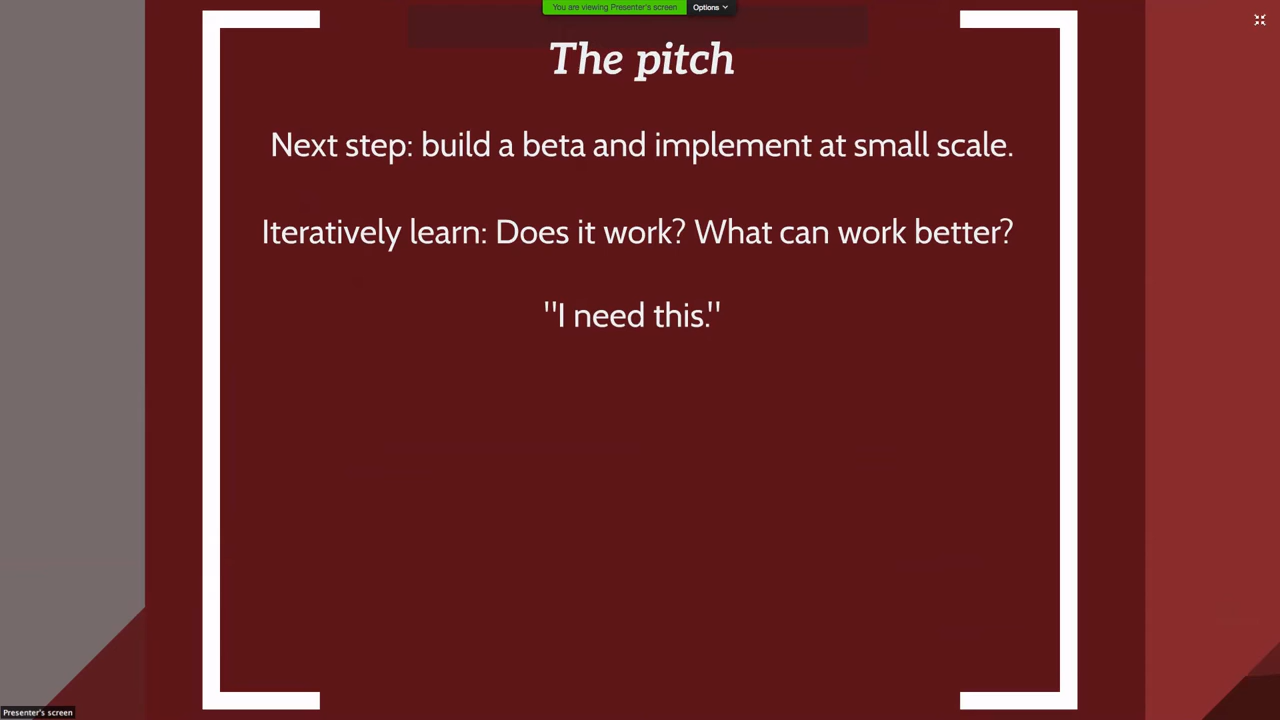 You are viewing Presenter's screen Options
The pitch
Next step: build a beta and implement at small scale.
Iteratively learn: Does it work? What can work better?
"I need this."
Presenter's screen